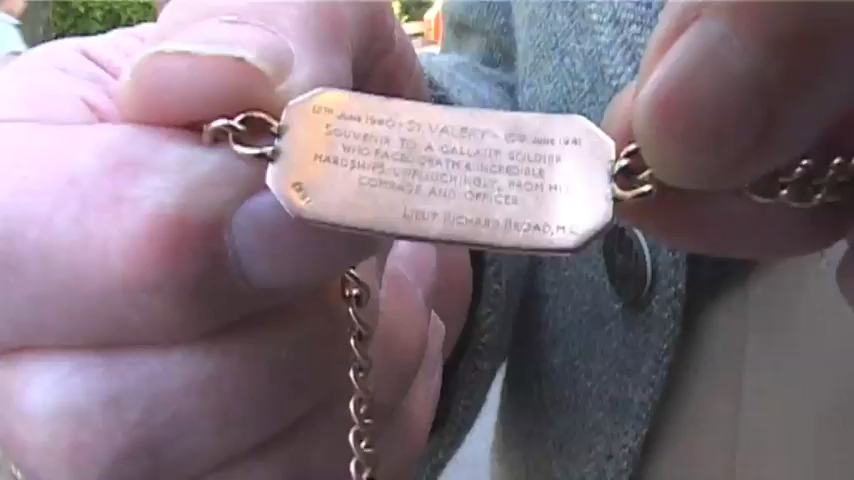 12TH JUNE 1940 - ST. VALERY - JUNE 1941
SOUVENIR TO A GALLANT SOLDIER
WHO FACED DEATH & INCREDIBLE
HARDSHIPS UNFLINCHINGLY, FROM HIS
COMRADE AND OFFICER
LIEUT RICHARD BROAD, M.C.